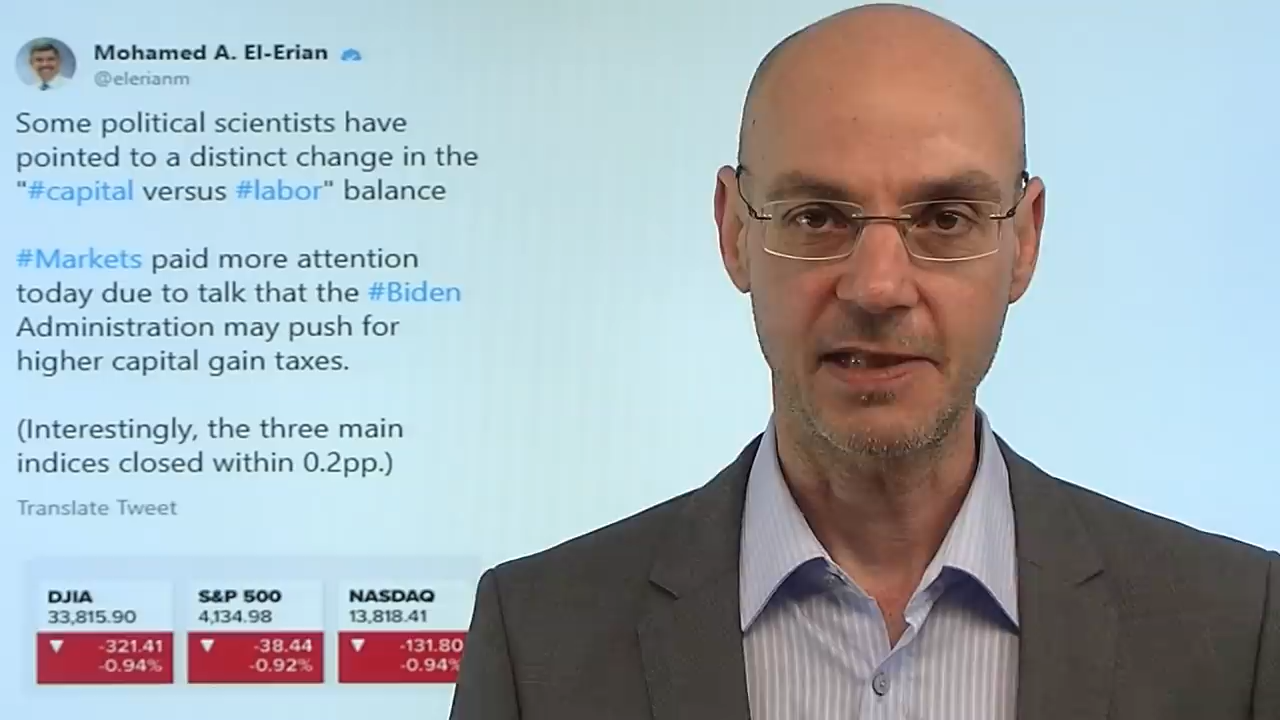 Mohamed A. El-Erian
@elerianm
Some political scientists have
pointed to a distinct change in the
"#capital versus #labor" balance
#Markets paid more attention
today due to talk that the #Biden
Administration may push for
higher capital gain taxes.
(Interestingly, the three main
indices closed within 0.2pp.)
Translate Tweet
DJIA
33,815.90
-321.41
-0.94%
S&P 500
4,134.98
-38.44
-0.92%
NASDAQ
13,818.41
-131.80
-0.94%